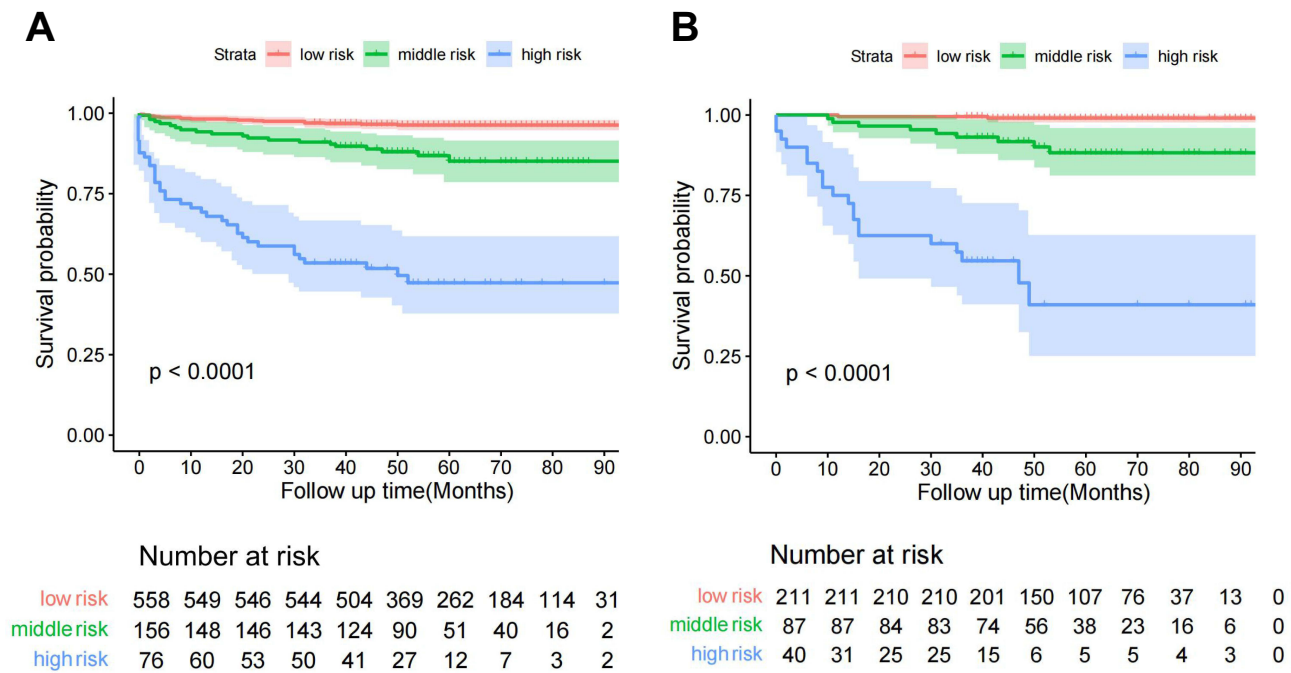 A
Strata low risk middle risk high risk
1.00
0.75
0.50
0.25
0.00
Survival probability
p < 0.0001
0 10 20 30 40 50 60 70 80 90
Follow up time(Months)
Number at risk
low risk 558 549 546 544 504 369 262 184 114 31
middle risk 156 148 146 143 124 90 51 40 16 2
high risk 76 60 53 50 41 27 12 7 3 2
B
Strata low risk middle risk high risk
1.00
0.75
0.50
0.25
0.00
Survival probability
p < 0.0001
0 10 20 30 40 50 60 70 80 90
Follow up time(Months)
Number at risk
low risk 211 211 210 210 201 150 107 76 37 13 0
middle risk 87 87 84 83 74 56 38 23 16 6 0
high risk 40 31 25 25 15 6 5 5 4 3 0